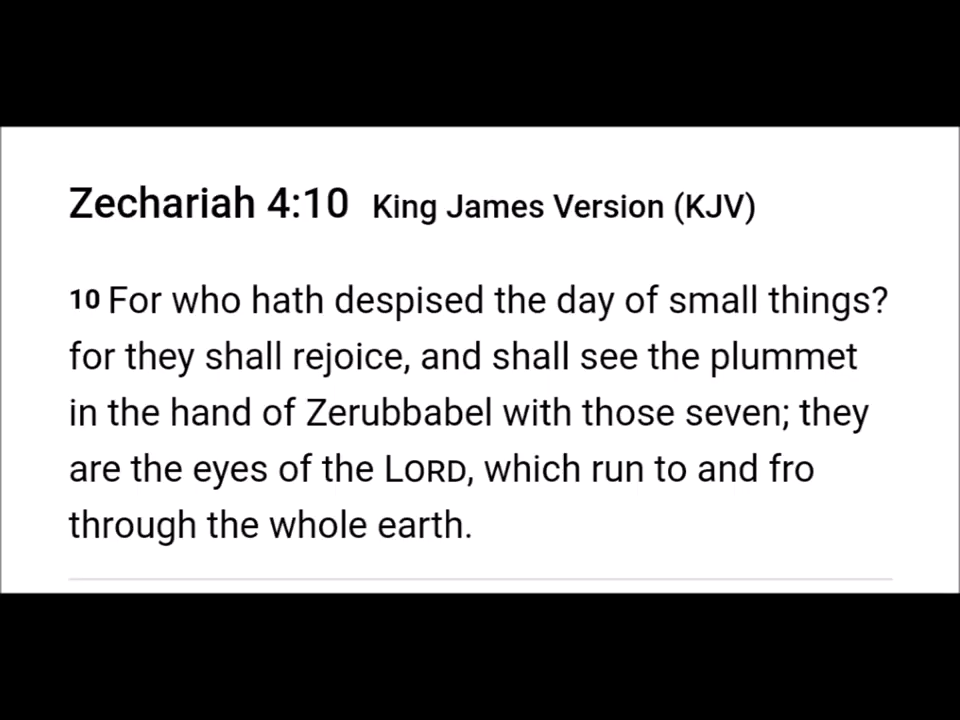 Zechariah 4:10 King James Version (KJV)
10 For who hath despised the day of small things?
for they shall rejoice, and shall see the plummet
in the hand of Zerubbabel with those seven; they
are the eyes of the LORD, which run to and fro
through the whole earth.